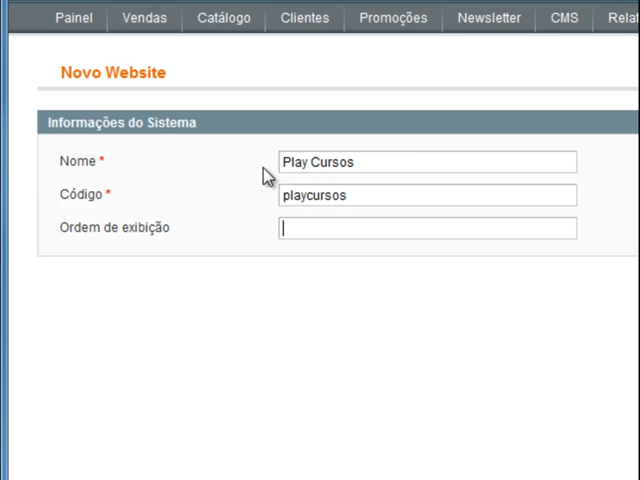 Painel Vendas Catálogo Clientes Promoções Newsletter CMS Relat
Novo Website
Informações do Sistema
Nome * Play Cursos
Código * playcursos
Ordem de exibição